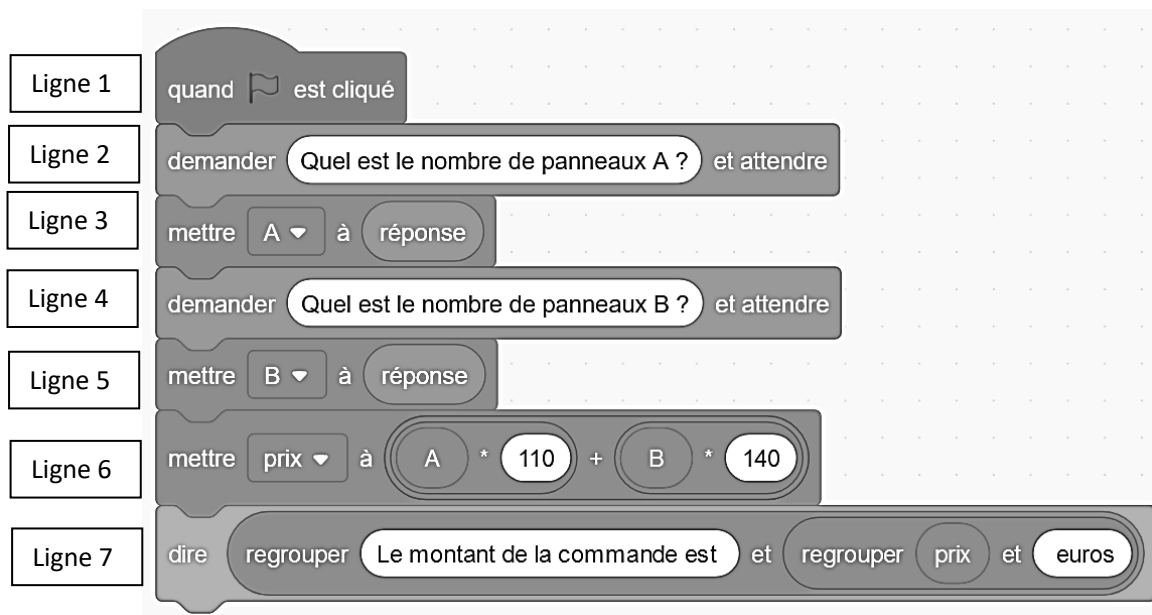 Ligne 1 quand est cliqué
Ligne 2 demander Quel est le nombre de panneaux A ? et attendre
Ligne 3 mettre A à réponse
Ligne 4 demander Quel est le nombre de panneaux B ? et attendre
Ligne 5 mettre B à réponse
Ligne 6 mettre prix à A * 110 + B * 140
Ligne 7 dire regrouper Le montant de la commande est et regrouper prix et euros